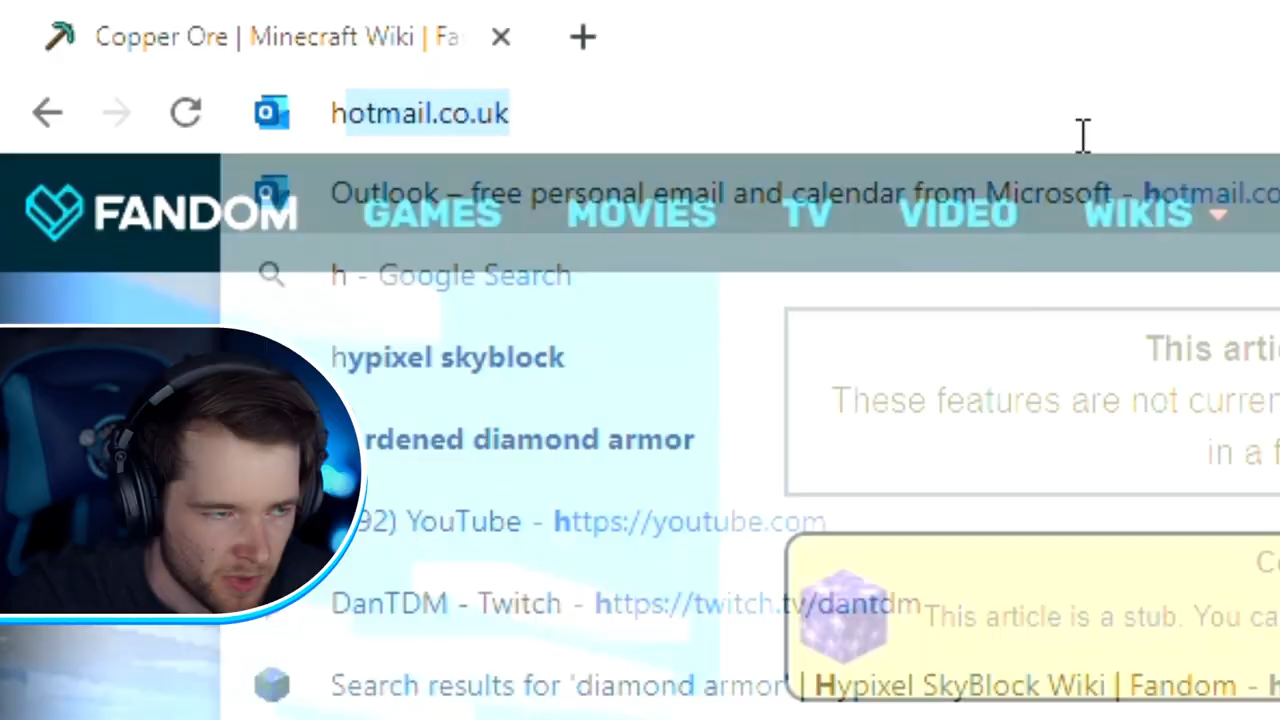 Copper Ore | Minecraft Wiki | Fa
hotmail.co.uk
Outlook – free personal email and calendar from Microsoft - hotmail.co
FANDOM GAMES MOVIES TV VIDEO WIKIS
h - Google Search
This arti
hypixel skyblock
These features are not curren
rdened diamond armor
in a f
92) YouTube - https://youtube.com
Co
DanTDM - Twitch - https://twitch.tv/dantdm
This article is a stub. You ca
Search results for 'diamond armor' | Hypixel SkyBlock Wiki | Fandom - h